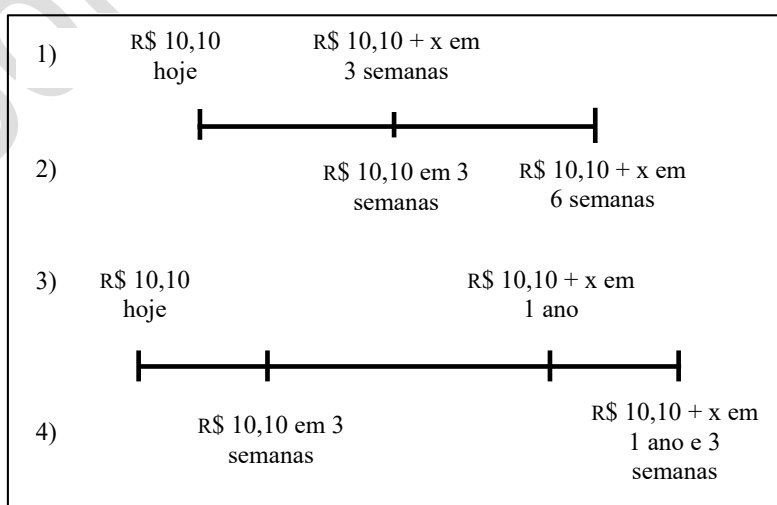 1) R$ 10,10 R$ 10,10 + x em
hoje 3 semanas
2) R$ 10,10 em 3 R$ 10,10 + x em
semanas 6 semanas
3) R$ 10,10 R$ 10,10 + x em
hoje 1 ano
4) R$ 10,10 em 3 R$ 10,10 + x em
semanas 1 ano e 3
semanas